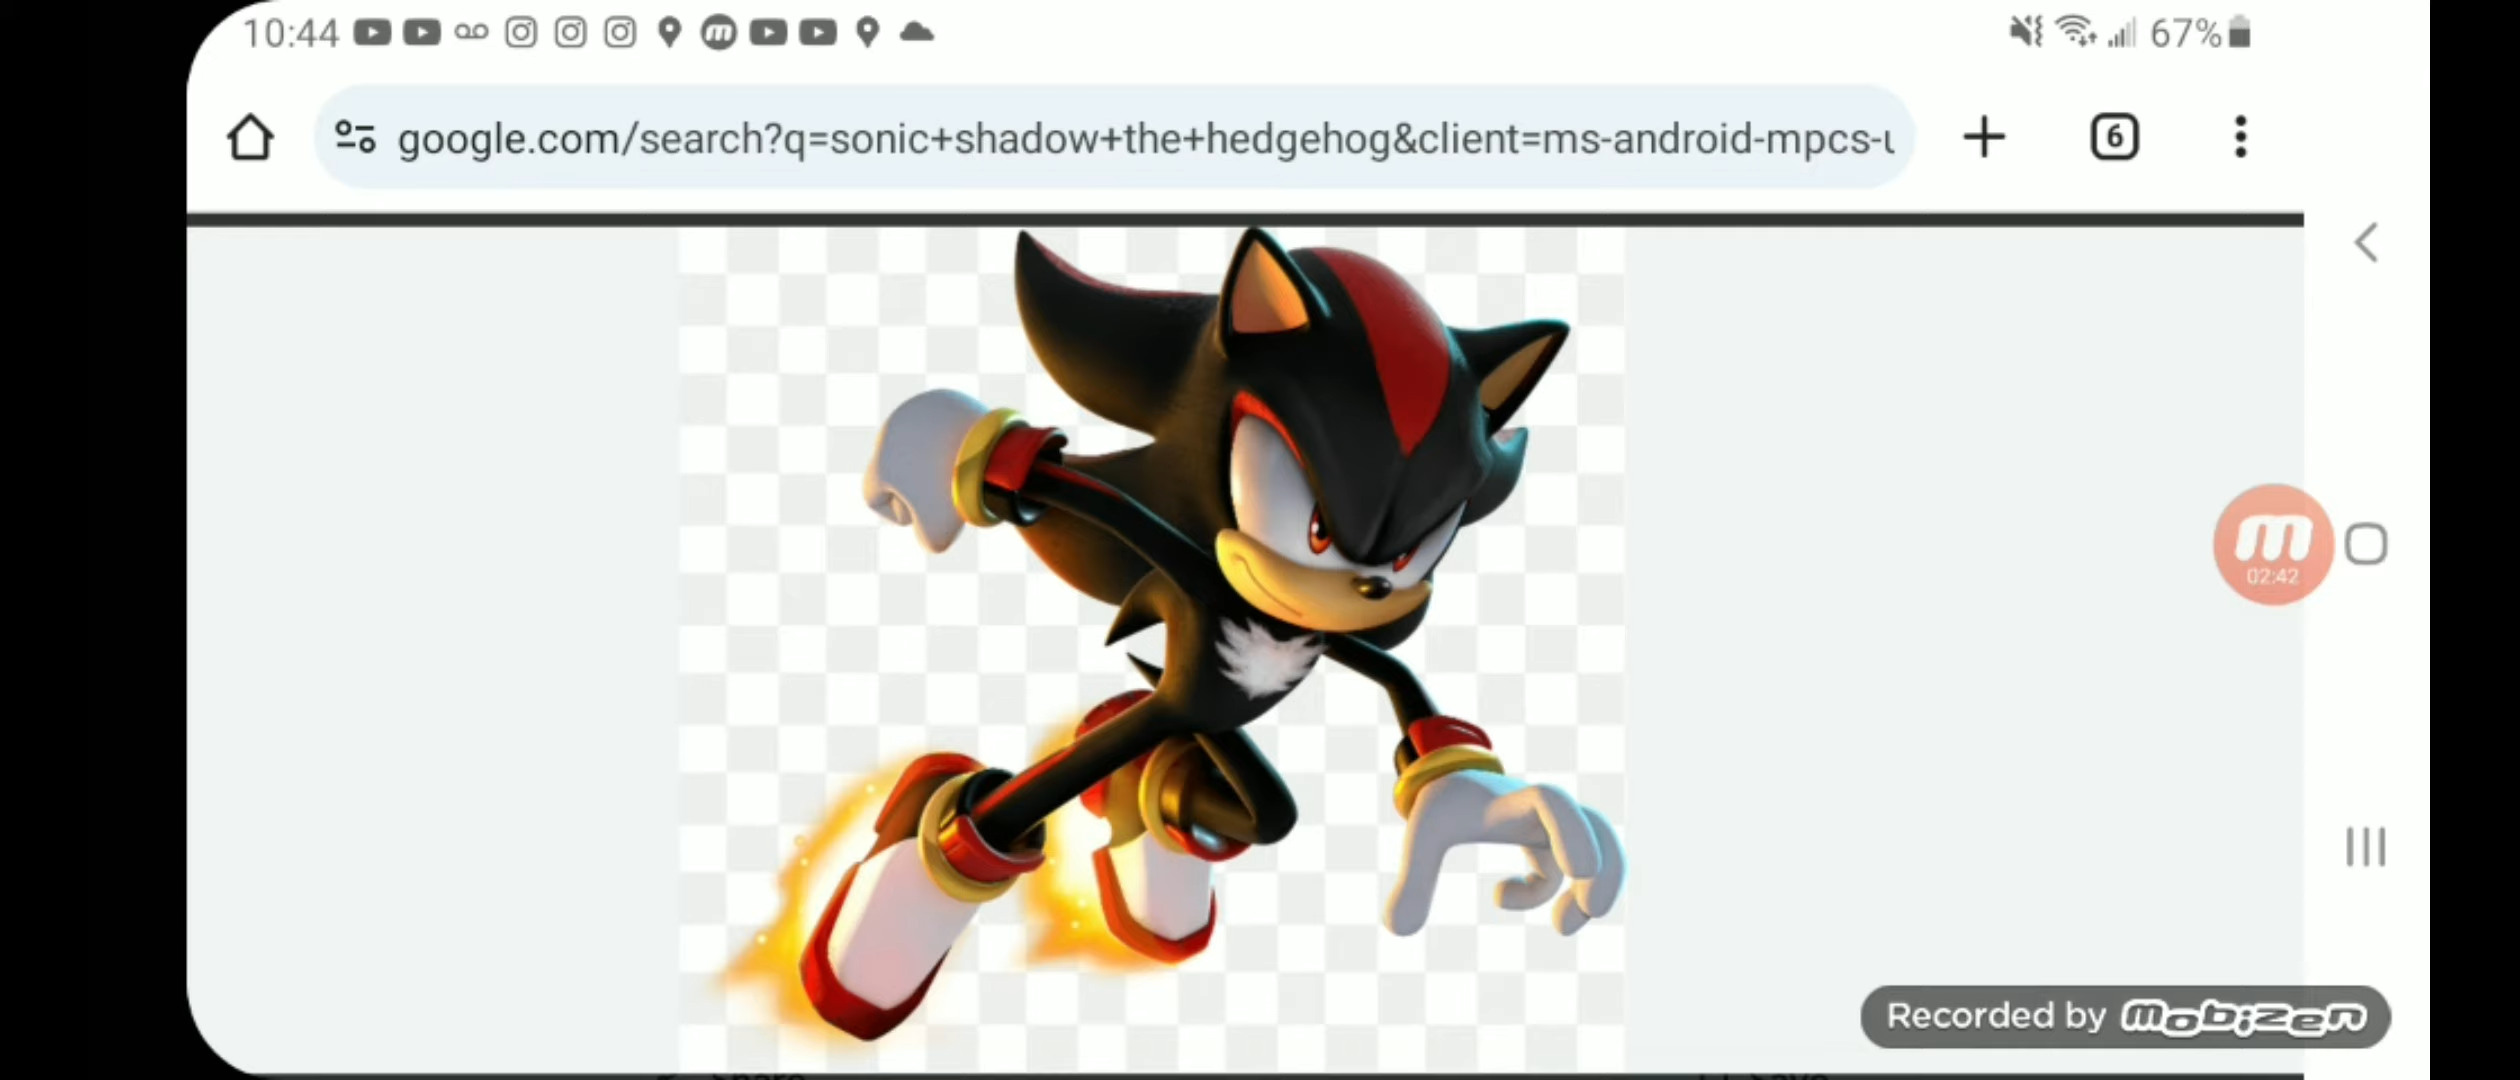 10:44 67%
google.com/search?q=sonic+shadow+the+hedgehog&client=ms-android-mpcs-u
6
m
02:42
Recorded by mobizen